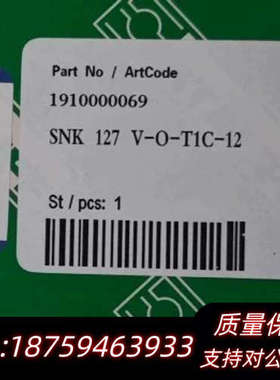 Part No / ArtCode
1910000069
SNK 127 V-O-T1C-12
St / pcs: 1
质量保
:18759463933
支持对公